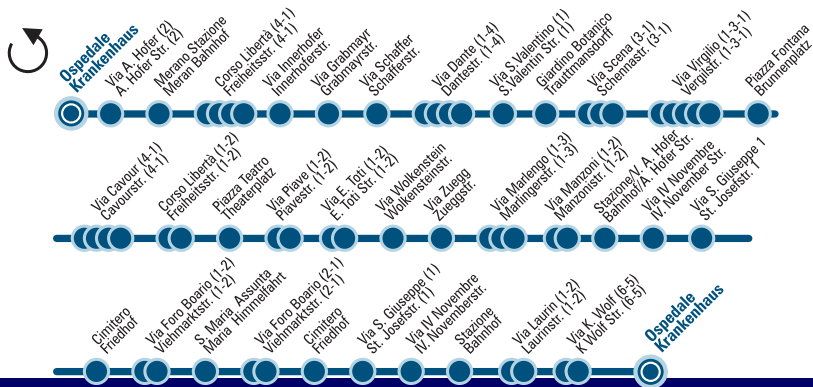 Ospedale
Krankenhaus
Via A. Hofer (2)
A. Hofer Str. (2)
Merano Stazione
Meran Bahnhof
Corso Libertà (4-1)
Freiheitsstr. (4-1)
Via Innerhofer
Innerhoferstr.
Via Grabmayr
Grabmayrstr.
Via Schaffer
Schafferstr.
Via Dante (1-4)
Dantestr. (1-4)
Via S.Valentino (1)
S.Valentin Str. (1)
Giardino Botanico
Trauttmansdorff
Via Scena (3-1)
Schennastr. (3-1)
Via Virgilio (1-3-1)
Vergilstr. (1-3-1)
Piazza Fontana
Brunnenplatz
Via Cavour (4-1)
Cavourstr. (4-1)
Corso Libertà (1-2)
Freiheitsstr. (1-2)
Piazza Teatro
Theaterplatz
Via Piave (1-2)
Piavestr. (1-2)
Via E. Toti (1-2)
E. Toti Str. (1-2)
Via Wolkenstein
Wolkensteinstr.
Via Zuegg
Zueggstr.
Via Marlengo (1-3)
Marlingerstr. (1-3)
Via Manzoni (1-2)
Manzonistr. (1-2)
Stazione/V. A. Hofer
Bahnhof/A. Hofer Str.
Via IV Novembre
IV. November Str.
Via S. Giuseppe 1
St. Josefstr. 1
Cimitero
Friedhof
Via Foro Boario (1-2)
Viehmarktstr. (1-2)
S. Maria Assunta
Maria Himmelfahrt
Via Foro Boario (2-1)
Viehmarktstr. (2-1)
Cimitero
Friedhof
Via S. Giuseppe (1)
St. Josefstr. (1)
Via IV Novembre
IV. Novemberstr.
Stazione
Bahnhof
Via Laurin (1-2)
Laurinstr. (1-2)
Via K. Wolf (6-5)
K Wolf Str. (6-5)
Ospedale
Krankenhaus